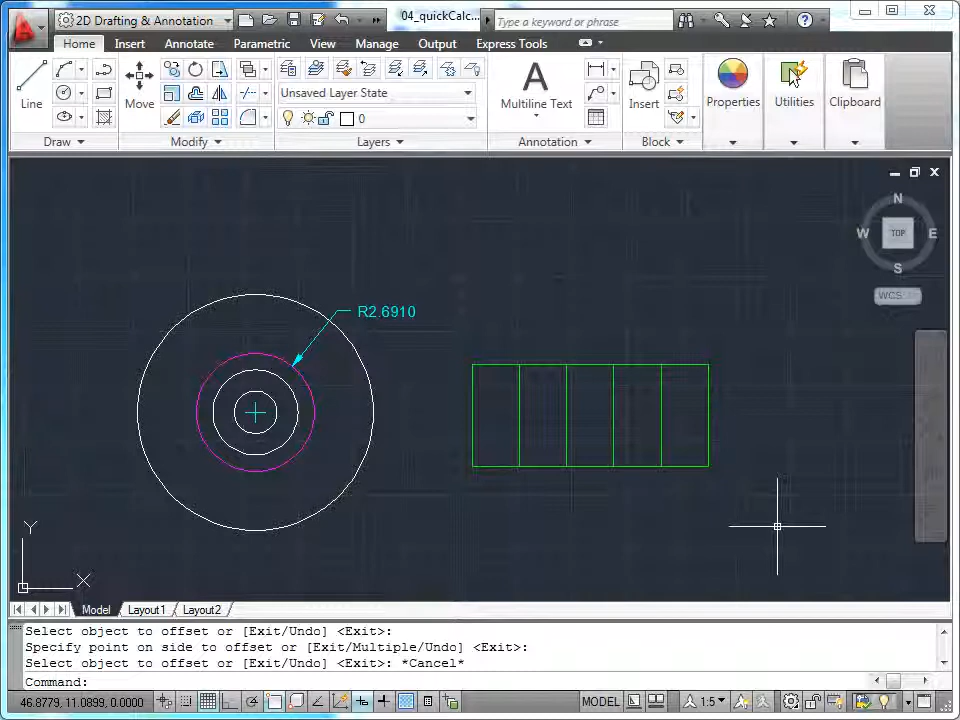 2D Drafting & Annotation
04_quickCalc...
Type a keyword or phrase
Home Insert Annotate Parametric View Manage Output Express Tools
Line
Move
Unsaved Layer State
0
Multiline Text
Insert
Properties
Utilities
Clipboard
Draw
Modify
Layers
Annotation
Block
N
W TOP E
S
WCS
R2.6910
Y
X
Model Layout1 Layout2
Select object to offset or [Exit/Undo] <Exit>:
Specify point on side to offset or [Exit/Multiple/Undo] <Exit>:
Select object to offset or [Exit/Undo] <Exit>: *Cancel*
Command:
46.8779, 11.0899, 0.0000
MODEL
1:5